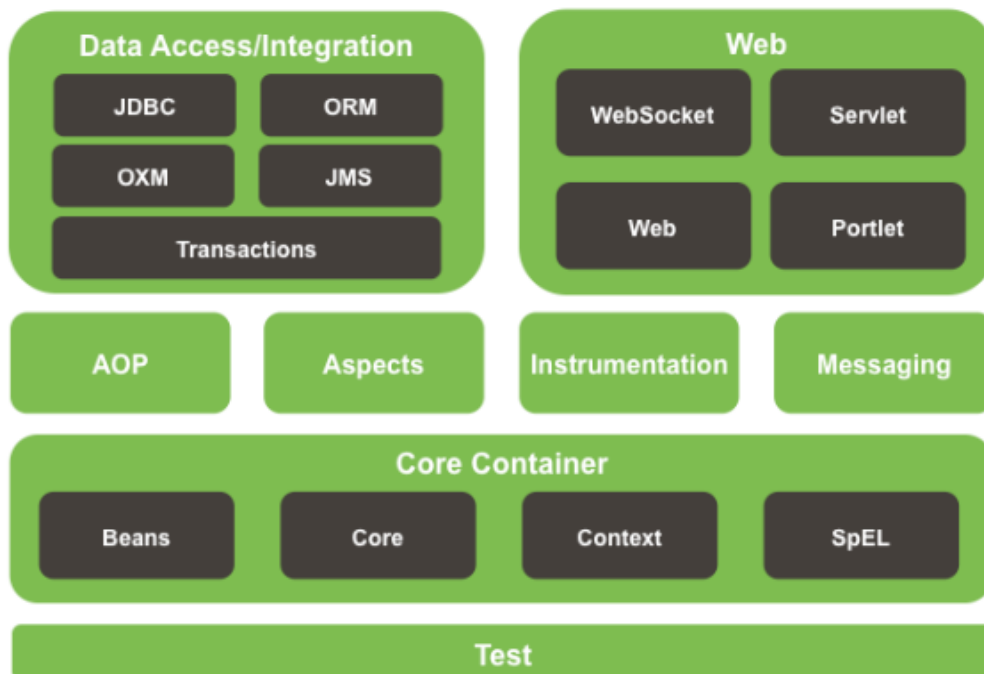 Data Access/Integration
JDBC
ORM
OXM
JMS
Transactions
Web
WebSocket
Servlet
Web
Portlet
AOP
Aspects
Instrumentation
Messaging
Core Container
Beans
Core
Context
SpEL
Test